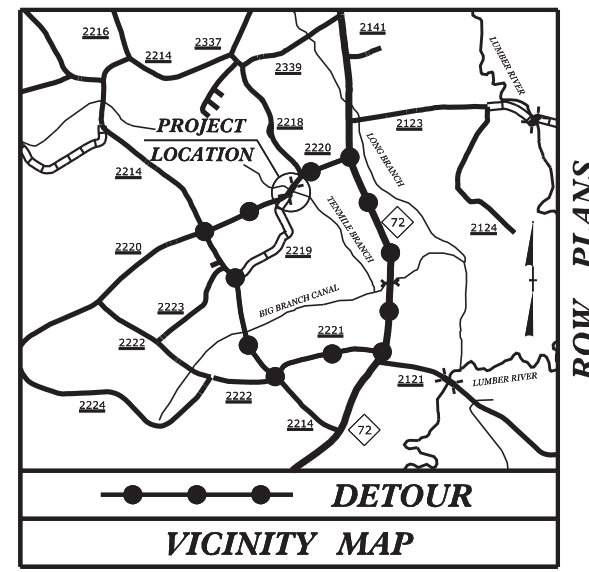 2216
2214
2337
2141
2339
LUMBER RIVER
2218
2123
PROJECT
LOCATION
2220
LONG BRANCH
2214
TENMILE BRANCH
72
2124
2220
2219
2223
BIG BRANCH CANAL
2222
2221
2121
LUMBER RIVER
2224
2222
2214
72
DETOUR
VICINITY MAP
ROW PLANS